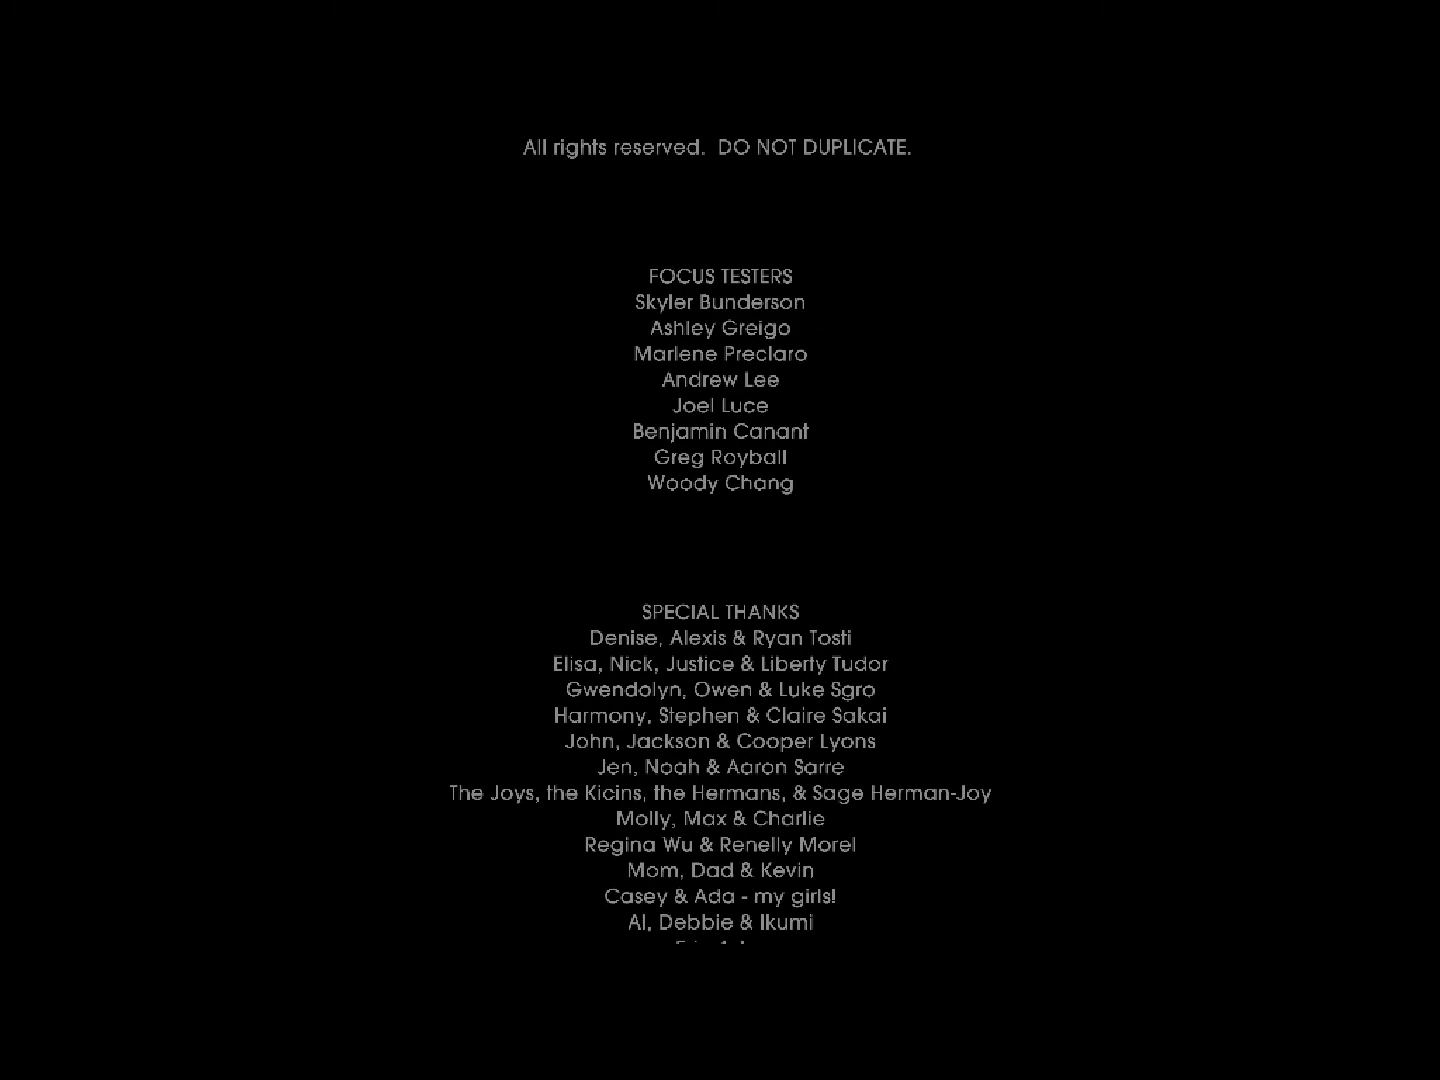 All rights reserved.  DO NOT DUPLICATE.
FOCUS TESTERS
Skyler Bunderson
Ashley Greigo
Marlene Preclaro
Andrew Lee
Joel Luce
Benjamin Canant
Greg Royball
Woody Chang
SPECIAL THANKS
Denise, Alexis & Ryan Tosti
Elisa, Nick, Justice & Liberty Tudor
Gwendolyn, Owen & Luke Sgro
Harmony, Stephen & Claire Sakai
John, Jackson & Cooper Lyons
Jen, Noah & Aaron Sarre
The Joys, the Kicins, the Hermans, & Sage Herman-Joy
Molly, Max & Charlie
Regina Wu & Renelly Morel
Mom, Dad & Kevin
Casey & Ada - my girls!
Al, Debbie & Ikumi